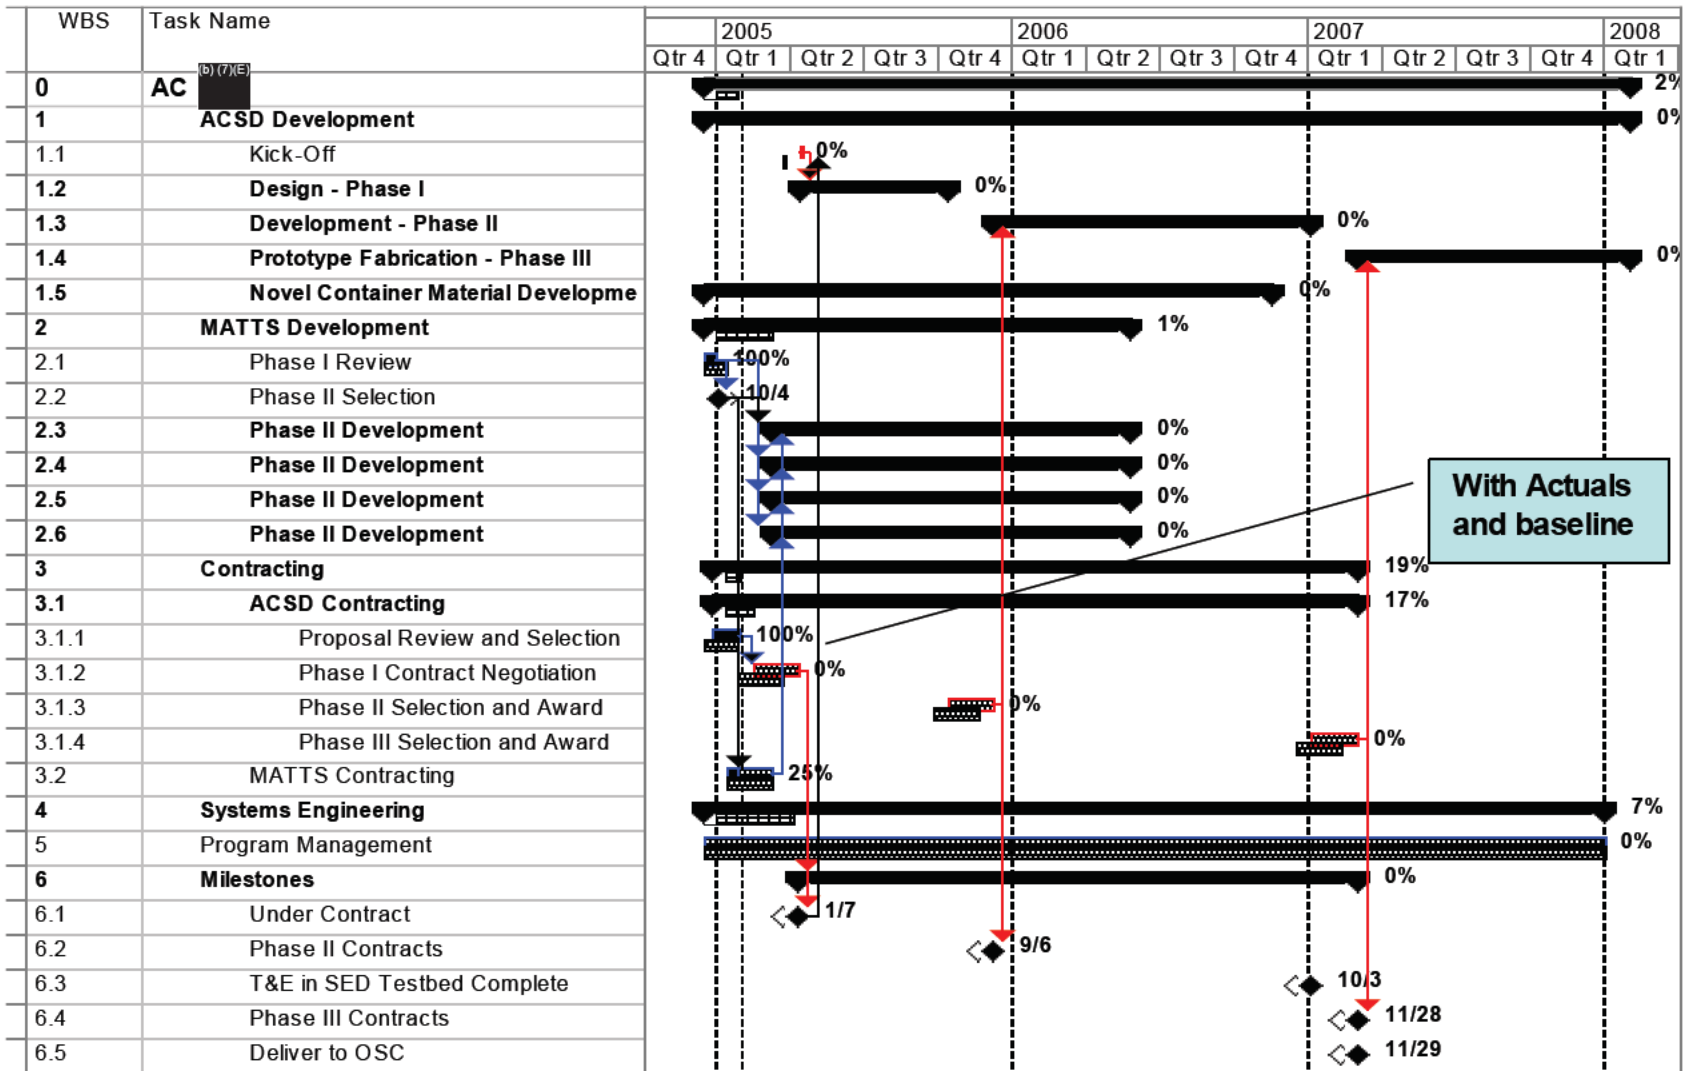 WBS Task Name
2005 2006 2007 2008
Qtr 4 Qtr 1 Qtr 2 Qtr 3 Qtr 4 Qtr 1 Qtr 2 Qtr 3 Qtr 4 Qtr 1 Qtr 2 Qtr 3 Qtr 4 Qtr 1
0 AC (b) (7)(E) 2%
1 ACSD Development 0%
1.1 Kick-Off 0%
1.2 Design - Phase I 0%
1.3 Development - Phase II 0%
1.4 Prototype Fabrication - Phase III 0%
1.5 Novel Container Material Developme 0%
2 MATTS Development 1%
2.1 Phase I Review 100%
2.2 Phase II Selection 10/4
2.3 Phase II Development 0%
2.4 Phase II Development 0%
2.5 Phase II Development 0%
2.6 Phase II Development 0%
With Actuals
and baseline
3 Contracting 19%
3.1 ACSD Contracting 17%
3.1.1 Proposal Review and Selection 100%
3.1.2 Phase I Contract Negotiation 0%
3.1.3 Phase II Selection and Award 0%
3.1.4 Phase III Selection and Award 0%
3.2 MATTS Contracting 25%
4 Systems Engineering 7%
5 Program Management 0%
6 Milestones 0%
6.1 Under Contract 1/7
6.2 Phase II Contracts 9/6
6.3 T&E in SED Testbed Complete 10/3
6.4 Phase III Contracts 11/28
6.5 Deliver to OSC 11/29